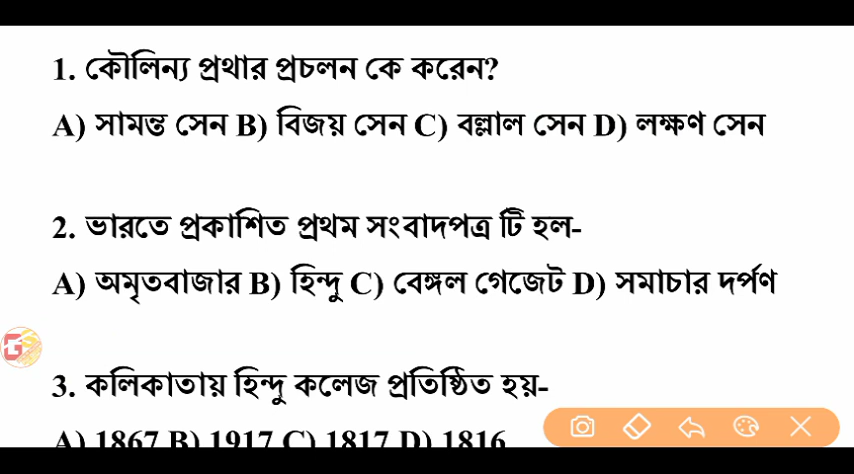 1. কৌলিন্য প্রথার প্রচলন কে করেন?
A) সামন্ত সেন B) বিজয় সেন C) বল্লাল সেন D) লক্ষণ সেন
2. ভারতে প্রকাশিত প্রথম সংবাদপত্র টি হল-
A) অমৃতবাজার B) হিন্দু C) বেঙ্গল গেজেট D) সমাচার দর্পণ
3. কলিকাতায় হিন্দু কলেজ প্রতিষ্ঠিত হয়-
A) 1867 B) 1917 C) 1817 D) 1816